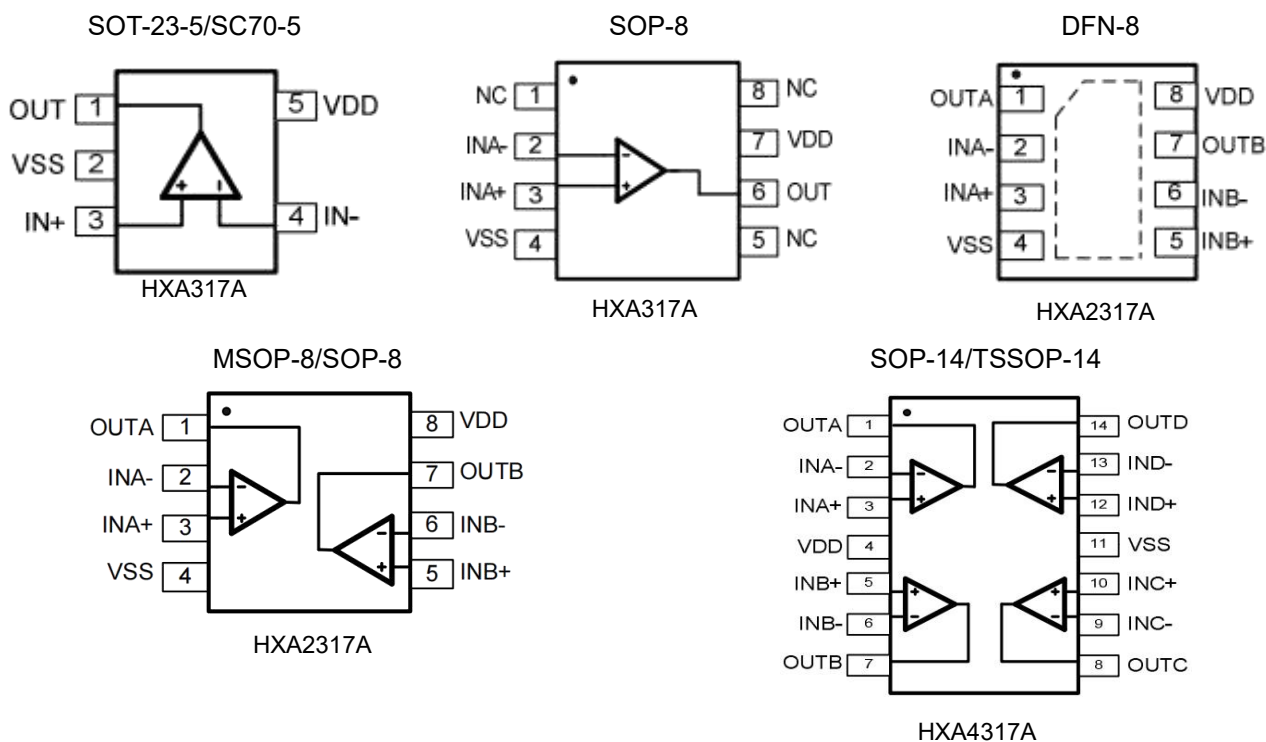 SOT-23-5/SC70-5
OUT 1
VSS 2
IN+ 3
5 VDD
4 IN-
+ -
HXA317A
SOP-8
NC 1
INA- 2
INA+ 3
VSS 4
8 NC
7 VDD
6 OUT
5 NC
-
+
HXA317A
DFN-8
OUTA 1
INA- 2
INA+ 3
VSS 4
8 VDD
7 OUTB
6 INB-
5 INB+
HXA2317A
MSOP-8/SOP-8
OUTA 1
INA- 2
INA+ 3
VSS 4
8 VDD
7 OUTB
6 INB-
5 INB+
-
+
-
+
HXA2317A
SOP-14/TSSOP-14
OUTA 1
INA- 2
INA+ 3
VDD 4
INB+ 5
INB- 6
OUTB 7
14 OUTD
13 IND-
12 IND+
11 VSS
10 INC+
9 INC-
8 OUTC
-
+
-
+
+
-
+
-
HXA4317A